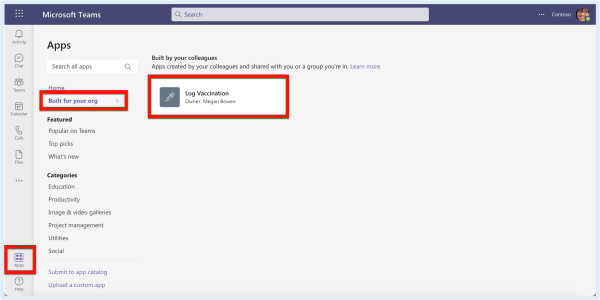 Microsoft Teams
Search
Contoso
Activity
Chat
Teams
Calendar
Calls
Files
Apps
Help
Apps
Search all apps
Home
Built for your org
Featured
Popular on Teams
Top picks
What's new
Categories
Education
Productivity
Image & video galleries
Project management
Utilities
Social
Submit to app catalog
Upload a custom app
Built by your colleagues
Apps created by your colleagues and shared with you or a group you're in. Learn more
Log Vaccination
Owner: Megan Bowen